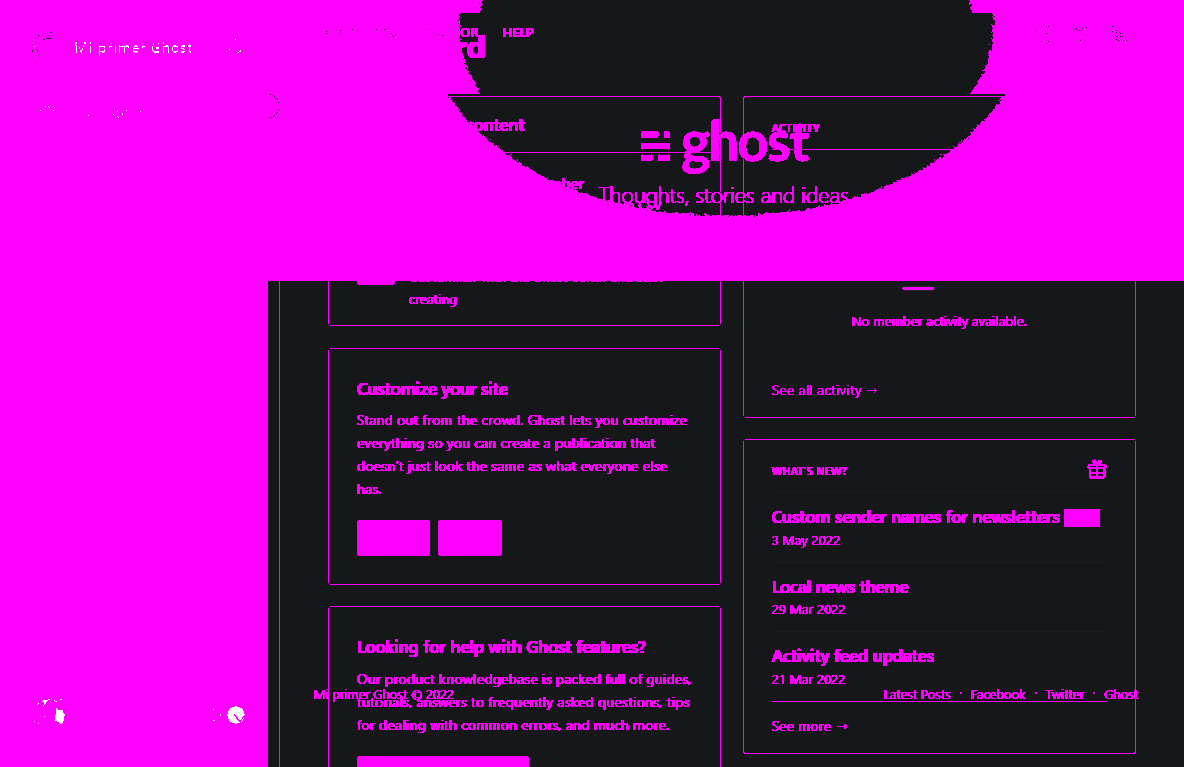 Mi primer Ghost
HELP
ghost
ACTIVITY
Thoughts, stories and ideas
creating
No member activity available.
See all activity →
Customize your site
Stand out from the crowd. Ghost lets you customize
everything so you can create a publication that
doesn't just look the same as what everyone else
has.
WHAT'S NEW?
Custom sender names for newsletters
3 May 2022
Local news theme
29 Mar 2022
Activity feed updates
21 Mar 2022
See more →
Looking for help with Ghost features?
Our product knowledgebase is packed full of guides,
tutorials, answers to frequently asked questions, tips
for dealing with common errors, and much more.
Mi primer Ghost © 2022
Latest Posts · Facebook · Twitter · Ghost